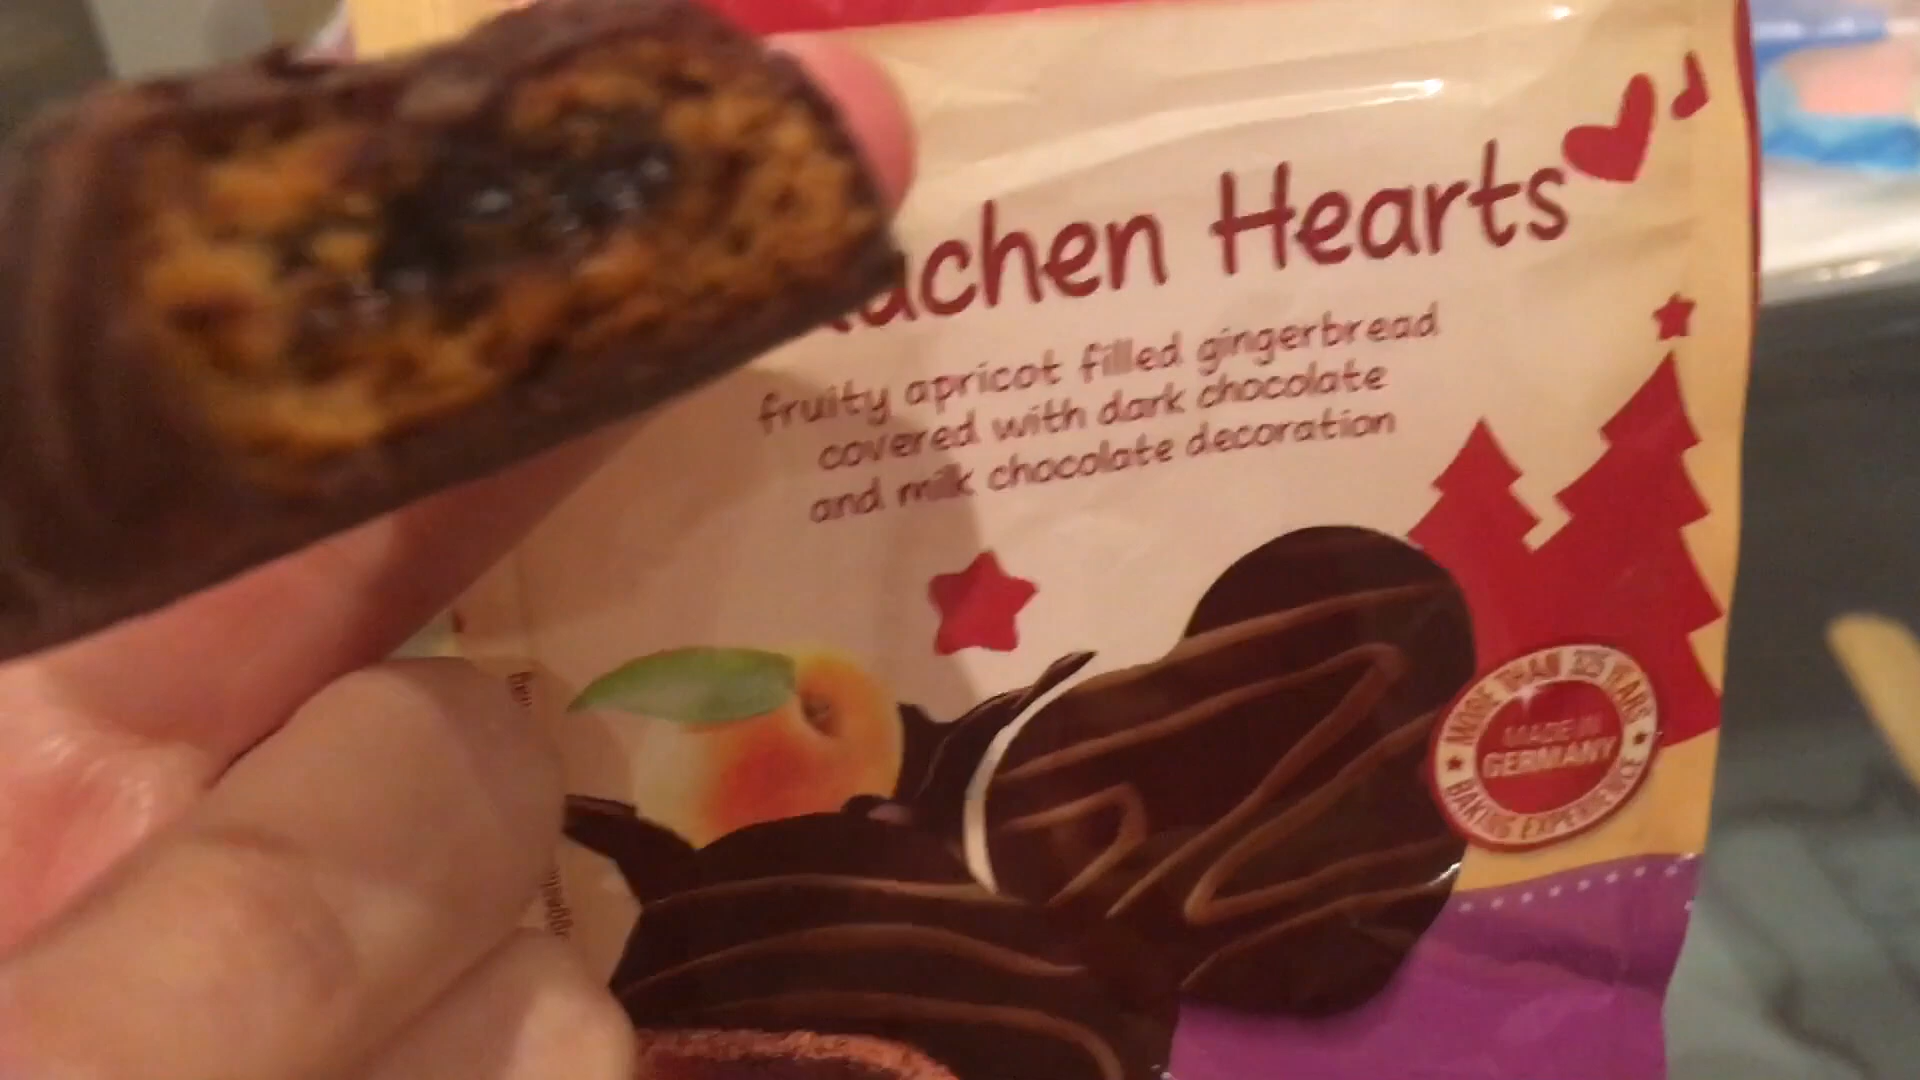 achen Hearts
fruity apricot filled gingerbread
covered with dark chocolate
and milk chocolate decoration
MORE THAN 325 YEARS
MADE IN
GERMANY
BAKING EXPERIENCE